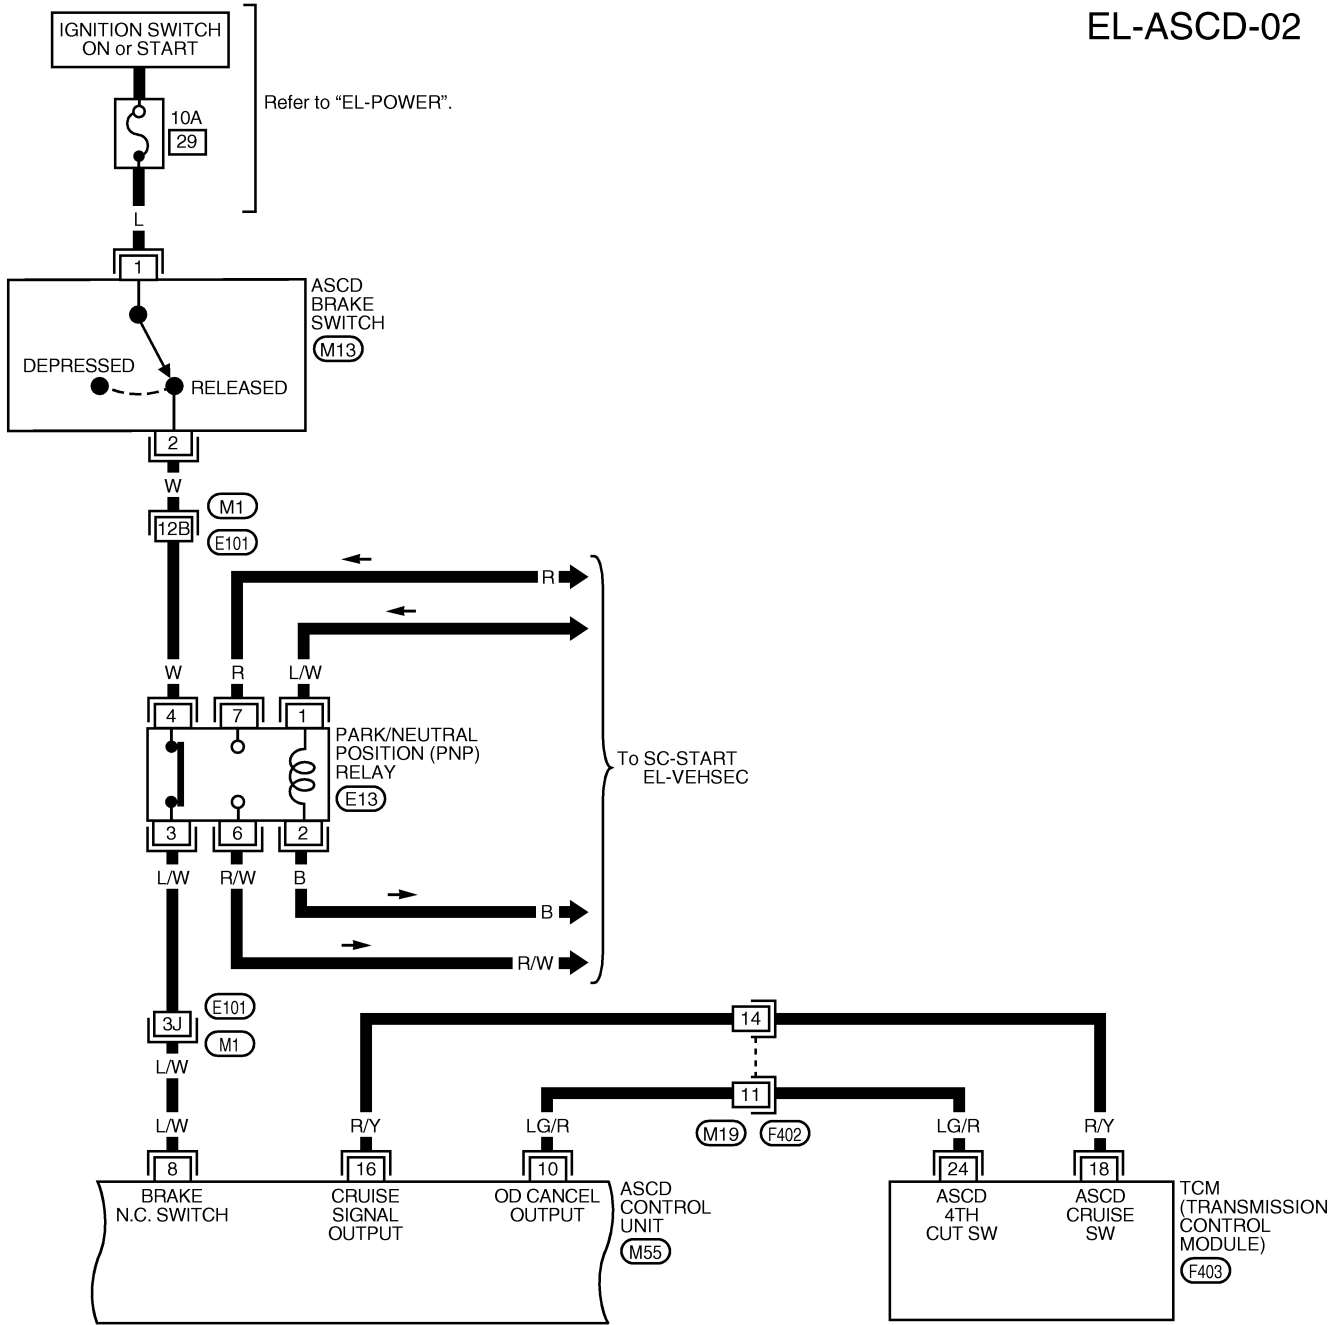 EL-ASCD-02
IGNITION SWITCH
ON or START
10A
29
Refer to “EL-POWER”.
L
1
ASCD
BRAKE
SWITCH
M13
DEPRESSED
RELEASED
2
W
M1
12B
E101
R
W
R
L/W
4
7
1
PARK/NEUTRAL
POSITION (PNP)
RELAY
E13
To SC-START
EL-VEHSEC
3
6
2
L/W
R/W
B
B
R/W
E101
3J
M1
L/W
14
11
M19
F402
L/W
R/Y
LG/R
LG/R
R/Y
8
16
10
24
18
BRAKE
N.C. SWITCH
CRUISE
SIGNAL
OUTPUT
OD CANCEL
OUTPUT
ASCD
CONTROL
UNIT
M55
ASCD
4TH
CUT SW
ASCD
CRUISE
SW
TCM
(TRANSMISSION
CONTROL
MODULE)
F403